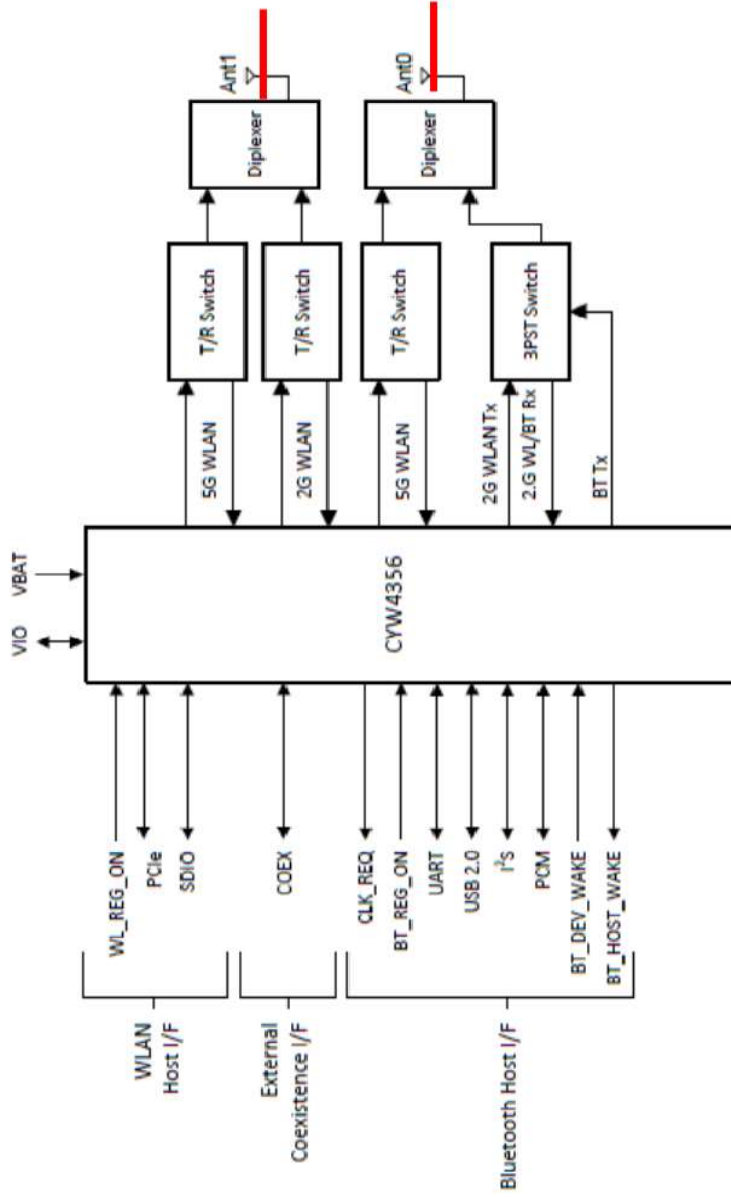 VIO
VBAT
WLAN
Host I/F
WL_REG_ON
PCIe
SDIO
External
Coexistence I/F
COEX
Bluetooth Host I/F
CLK_REQ
BT_REG_ON
UART
USB 2.0
I²S
PCM
BT_DEV_WAKE
BT_HOST_WAKE
CYW4356
5G WLAN
T/R Switch
2G WLAN
T/R Switch
Diplexer
Ant1
5G WLAN
T/R Switch
2G WLAN Tx
2.G WL/BT Rx
BT Tx
3PST Switch
Diplexer
Ant0